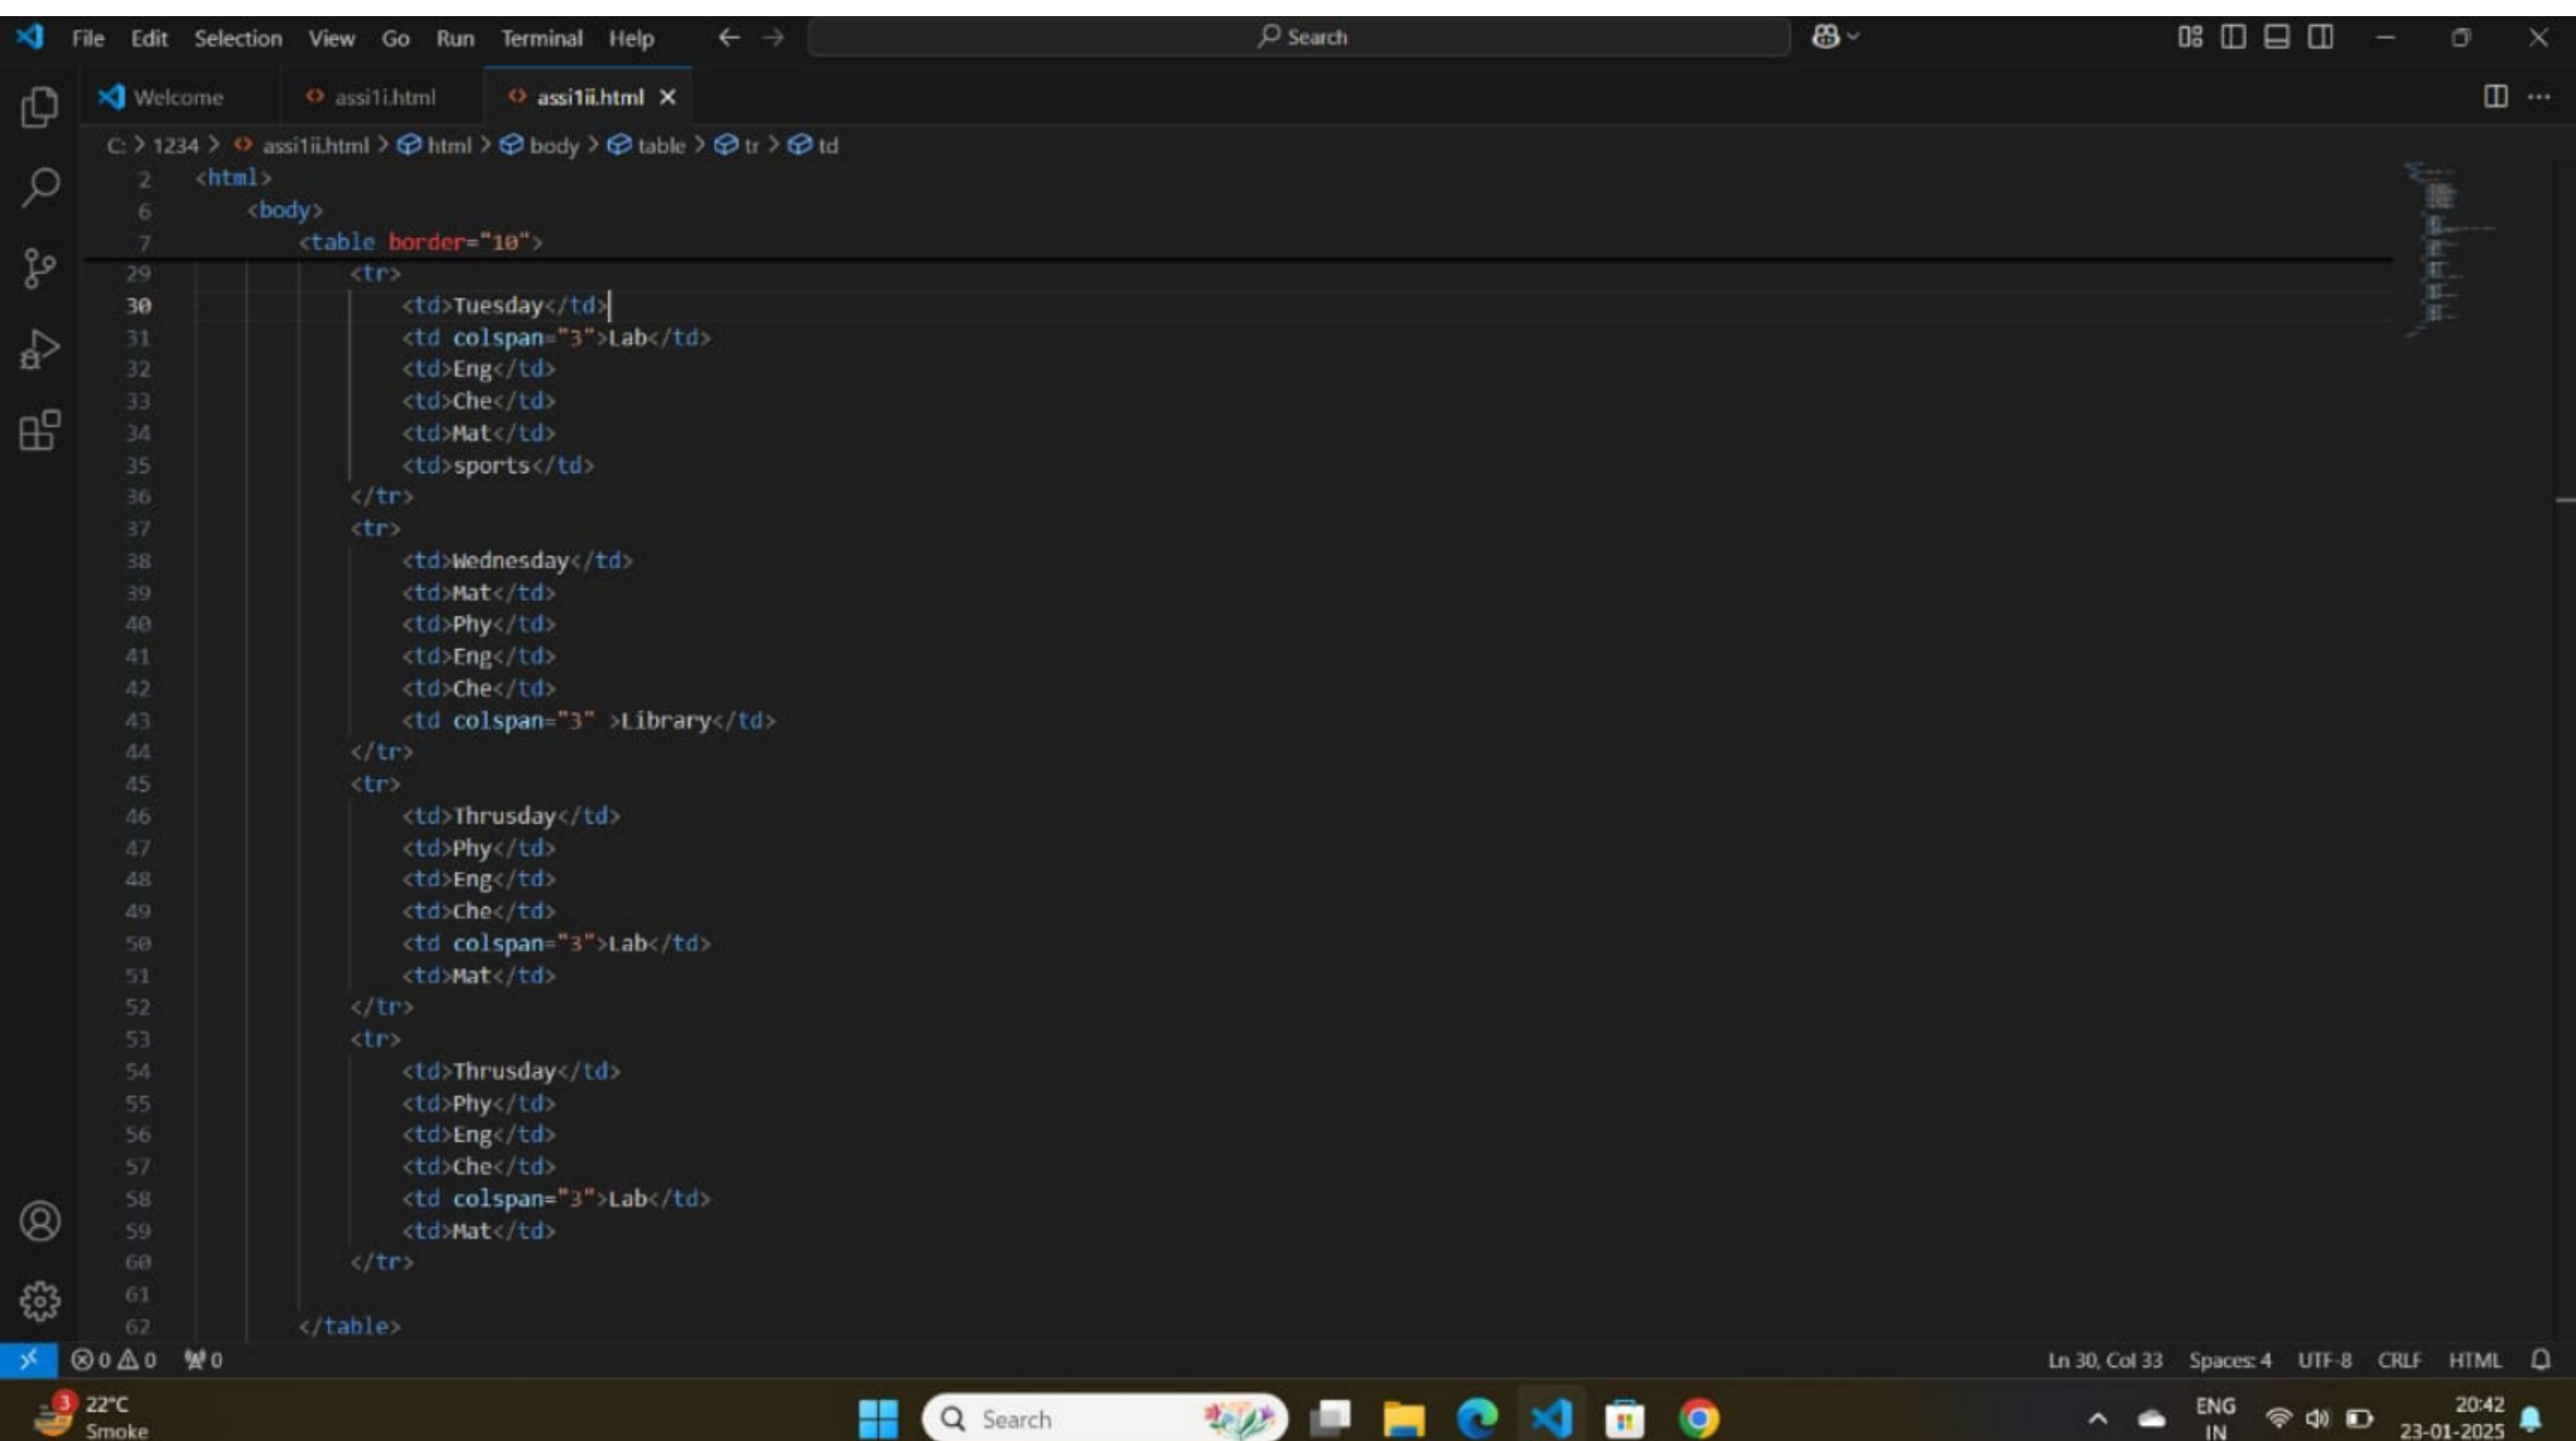 File Edit Selection View Go Run Terminal Help Search
Welcome assi1i.html assi1ii.html
C: > 1234 > assi1ii.html > html > body > table > tr > td
2 <html>
6 <body>
7 <table border="10">
29 <tr>
30 <td>Tuesday</td>
31 <td colspan="3">Lab</td>
32 <td>Eng</td>
33 <td>Che</td>
34 <td>Mat</td>
35 <td>sports</td>
36 </tr>
37 <tr>
38 <td>Wednesday</td>
39 <td>Mat</td>
40 <td>Phy</td>
41 <td>Eng</td>
42 <td>Che</td>
43 <td colspan="3" >Library</td>
44 </tr>
45 <tr>
46 <td>Thrusday</td>
47 <td>Phy</td>
48 <td>Eng</td>
49 <td>Che</td>
50 <td colspan="3">Lab</td>
51 <td>Mat</td>
52 </tr>
53 <tr>
54 <td>Thrusday</td>
55 <td>Phy</td>
56 <td>Eng</td>
57 <td>Che</td>
58 <td colspan="3">Lab</td>
59 <td>Mat</td>
60 </tr>
61
62 </table>
0 0 0 Ln 30, Col 33 Spaces: 4 UTF-8 CRLF HTML
3 22°C Search ENG 20:42
Smoke IN 23-01-2025